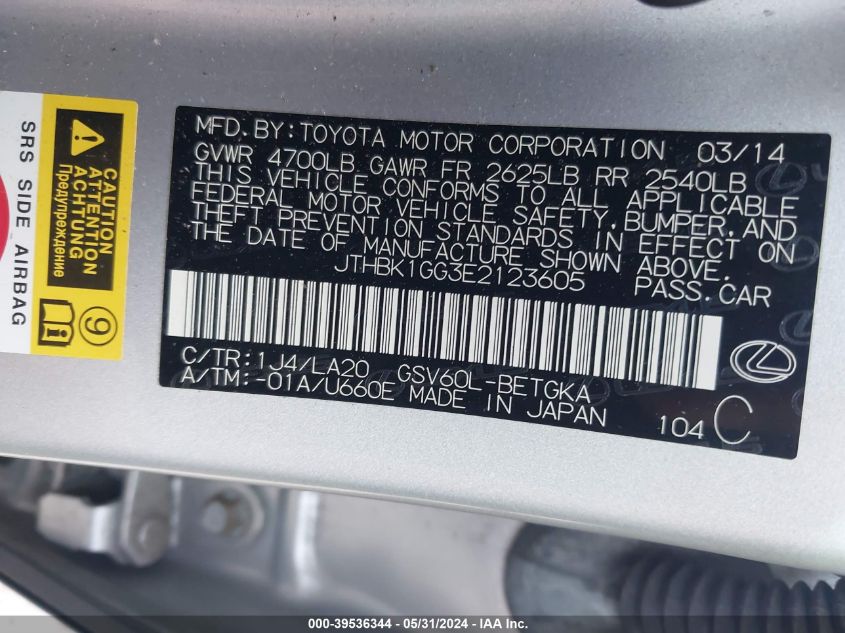 MFD. BY: TOYOTA MOTOR CORPORATION 03/14
GVWR 4700LB GAWR FR 2625LB RR 2540LB
THIS VEHICLE CONFORMS TO ALL APPLICABLE
FEDERAL MOTOR VEHICLE SAFETY, BUMPER, AND
THEFT PREVENTION STANDARDS IN EFFECT ON
THE DATE OF MANUFACTURE SHOWN ABOVE.
JTHBK1GG3E2123605 PASS. CAR
C/TR: 1J4/LA20 GSV60L-BETGKA
A/TM: -01A/U660E MADE IN JAPAN
104 C
CAUTION
ATTENTION
Предупреждение
SRS SIDE AIRBAG
9
000-39536344 / 05/31/2024 / IAA Inc.